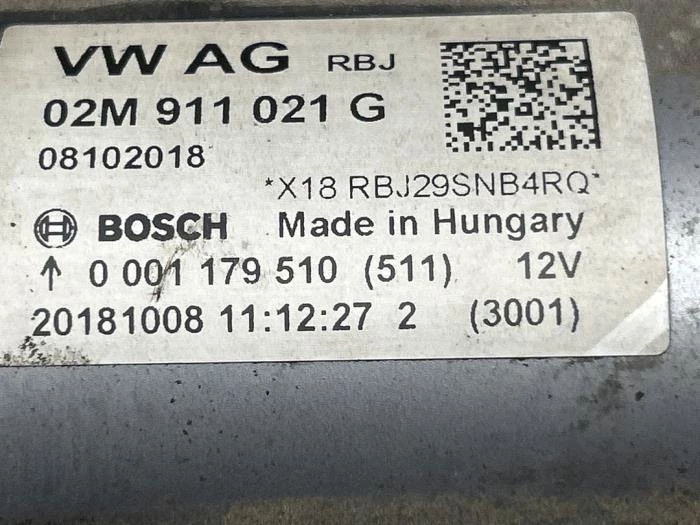 VW AG RBJ
02M 911 021 G
08102018
*X18 RBJ29SNB4RQ*
BOSCH Made in Hungary
↑ 0 001 179 510 (511) 12V
20181008 11:12:27 2 (3001)